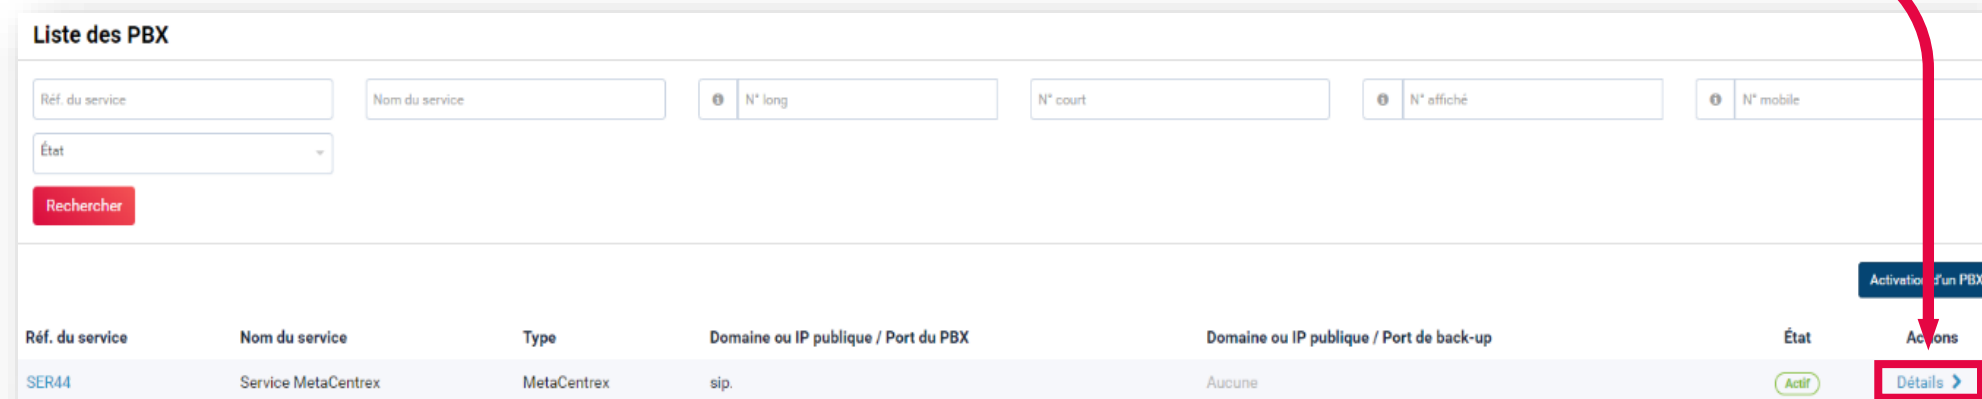 Liste des PBX
Réf. du service
Nom du service
N° long
N° court
N° affiché
N° mobile
État
Rechercher
Activation d'un PBX
Réf. du service Nom du service Type Domaine ou IP publique / Port du PBX Domaine ou IP publique / Port de back-up État Actions
SER44 Service MetaCentrex MetaCentrex sip. Aucune Actif Détails